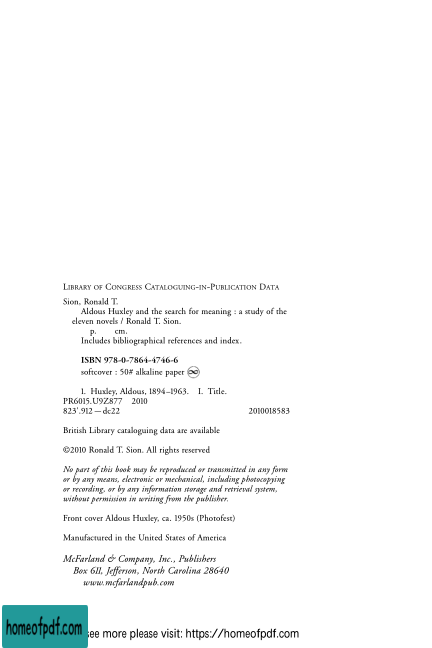 LIBRARY OF CONGRESS CATALOGUING-IN-PUBLICATION DATA
Sion, Ronald T.
Aldous Huxley and the search for meaning : a study of the
eleven novels / Ronald T. Sion.
p. cm.
Includes bibliographical references and index.
ISBN 978-0-7864-4746-6
softcover : 50# alkaline paper ♾
1. Huxley, Aldous, 1894–1963. I. Title.
PR6015.U9Z877 2010
823'.912 — dc22 2010018583
British Library cataloguing data are available
©2010 Ronald T. Sion. All rights reserved
No part of this book may be reproduced or transmitted in any form
or by any means, electronic or mechanical, including photocopying
or recording, or by any information storage and retrieval system,
without permission in writing from the publisher.
Front cover Aldous Huxley, ca. 1950s (Photofest)
Manufactured in the United States of America
McFarland & Company, Inc., Publishers
Box 611, Jefferson, North Carolina 28640
www.mcfarlandpub.com
homeofpdf.com
see more please visit: https://homeofpdf.com